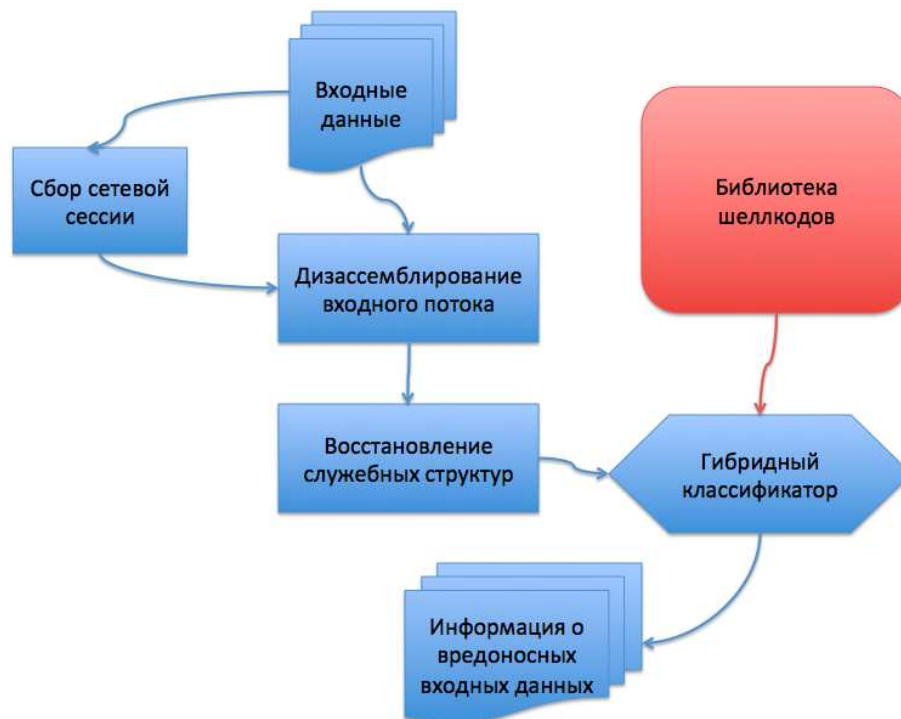 Входные
данные
Сбор сетевой
сессии
Библиотека
шеллкодов
Дизассемблирование
входного потока
Восстановление
служебных структур
Гибридный
классификатор
Информация о
вредоносных
входных данных